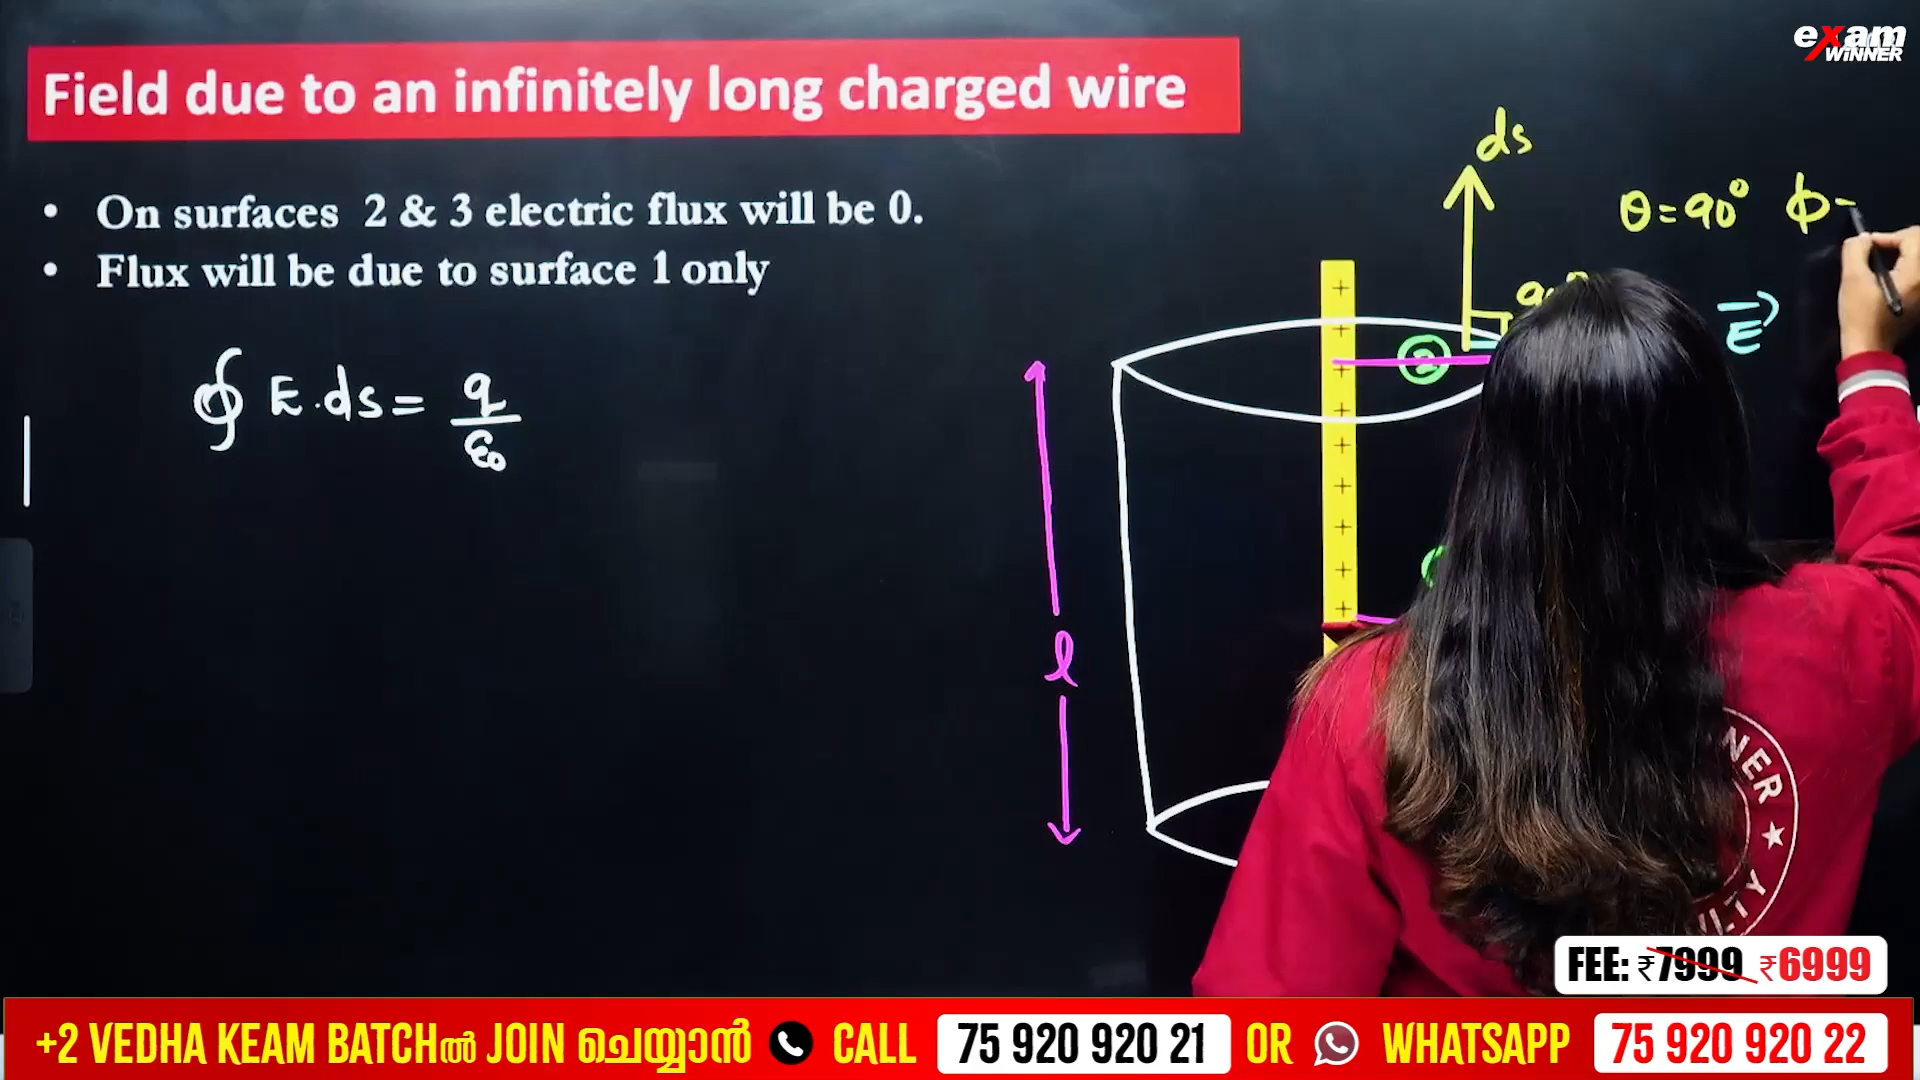 exam
WiNNER
Field due to an infinitely long charged wire
• On surfaces 2 & 3 electric flux will be 0.
• Flux will be due to surface 1 only
∮ E.ds = q/ε₀
ds
θ = 90° ϕ -
E⃗
2
l
NER
LTY
FEE: ₹7999 ₹6999
+2 VEDHA KEAM BATCHൽ JOIN ചെയ്യാൻ CALL 75 920 920 21 OR WHATSAPP 75 920 920 22